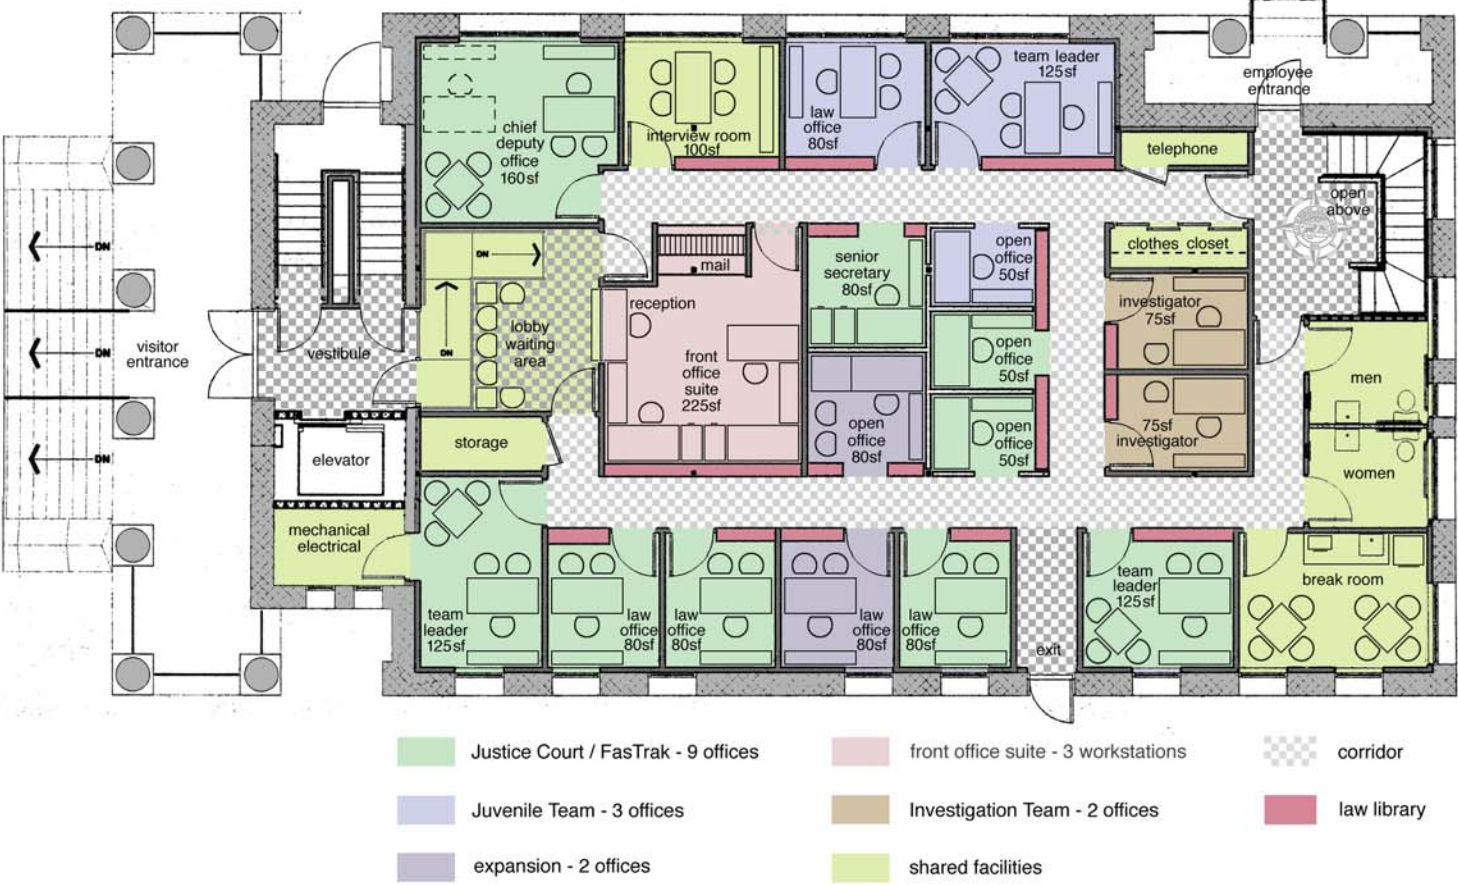 team leader
125sf
employee
entrance
law
office
80sf
chief
deputy
office
160sf
interview room
100sf
telephone
open
above
DN
DN
mail
senior
secretary
80sf
open
office
50sf
clothes closet
reception
investigator
75sf
lobby
waiting
area
DN
visitor
entrance
DN
vestibule
front
office
suite
225sf
open
office
50sf
men
open
office
80sf
open
office
50sf
75sf
investigator
storage
DN
elevator
women
mechanical
electrical
team
leader
125sf
law
office
80sf
law
office
80sf
law
office
80sf
law
office
80sf
exit
team
leader
125sf
break room
Justice Court / FasTrak - 9 offices
front office suite - 3 workstations
corridor
Juvenile Team - 3 offices
Investigation Team - 2 offices
law library
expansion - 2 offices
shared facilities